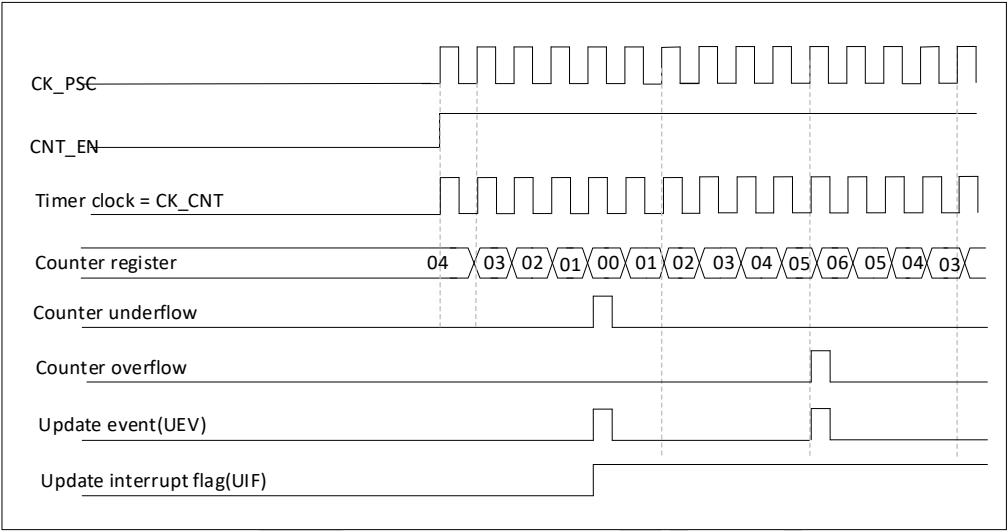 CK_PSC
CNT_EN
Timer clock = CK_CNT
Counter register 04 03 02 01 00 01 02 03 04 05 06 05 04 03
Counter underflow
Counter overflow
Update event(UEV)
Update interrupt flag(UIF)